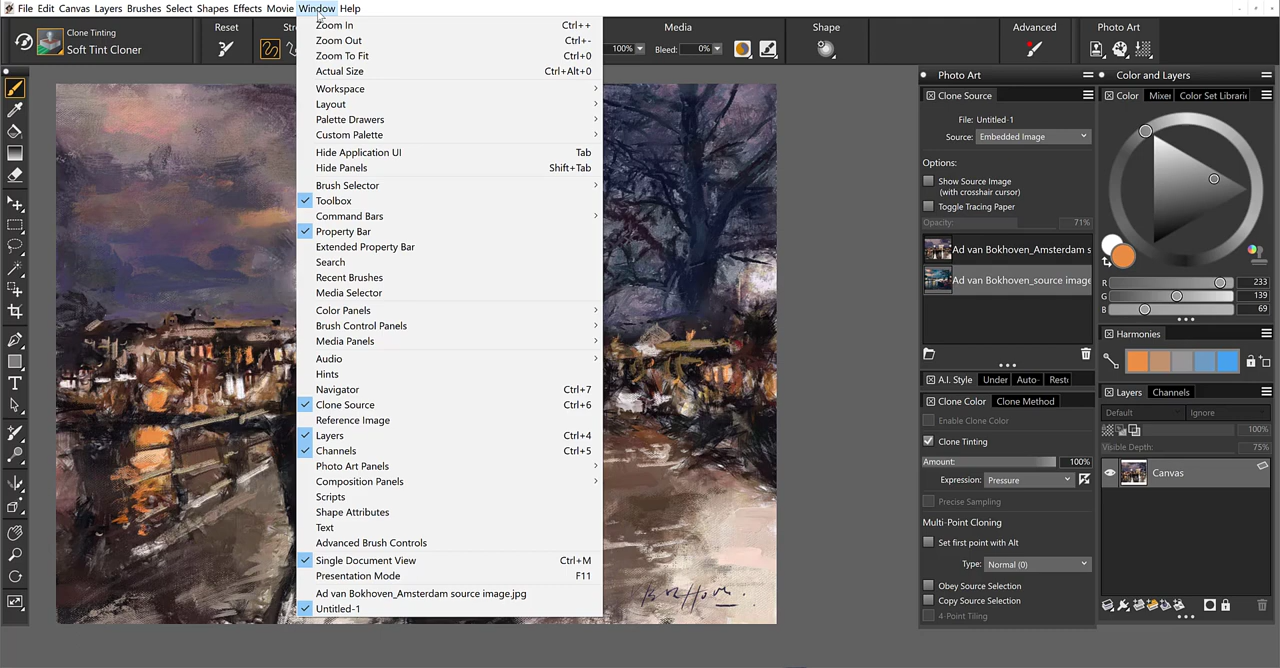 File Edit Canvas Layers Brushes Select Shapes Effects Movie Window Help
Clone Tinting
Soft Tint Cloner
Reset
Media
100%
Bleed: 0%
Shape
Advanced
Photo Art
Zoom In Ctrl++
Zoom Out Ctrl+-
Zoom To Fit Ctrl+0
Actual Size Ctrl+Alt+0
Workspace
Layout
Palette Drawers
Custom Palette
Hide Application UI Tab
Hide Panels Shift+Tab
Brush Selector
Toolbox
Command Bars
Property Bar
Extended Property Bar
Search
Recent Brushes
Media Selector
Color Panels
Brush Control Panels
Media Panels
Audio
Hints
Navigator Ctrl+7
Clone Source Ctrl+6
Reference Image
Layers Ctrl+4
Channels Ctrl+5
Photo Art Panels
Composition Panels
Scripts
Shape Attributes
Text
Advanced Brush Controls
Single Document View Ctrl+M
Presentation Mode F11
Ad van Bokhoven_Amsterdam source image.jpg
Untitled-1
Photo Art
Clone Source
File: Untitled-1
Source: Embedded Image
Options:
Show Source Image
(with crosshair cursor)
Toggle Tracing Paper
Opacity: 71%
Ad van Bokhoven_Amsterdam s
Ad van Bokhoven_source image
A.I. Style Under Auto- Rest
Clone Color Clone Method
Enable Clone Color
Clone Tinting
Amount: 100%
Expression: Pressure
Precise Sampling
Multi-Point Cloning
Set first point with Alt
Type: Normal (0)
Obey Source Selection
Copy Source Selection
4-Point Tiling
Color and Layers
Color Mixer Color Set Librari
R 233
G 139
B 69
Harmonies
Layers Channels
Default Ignore
100%
Visible Depth: 75%
Canvas